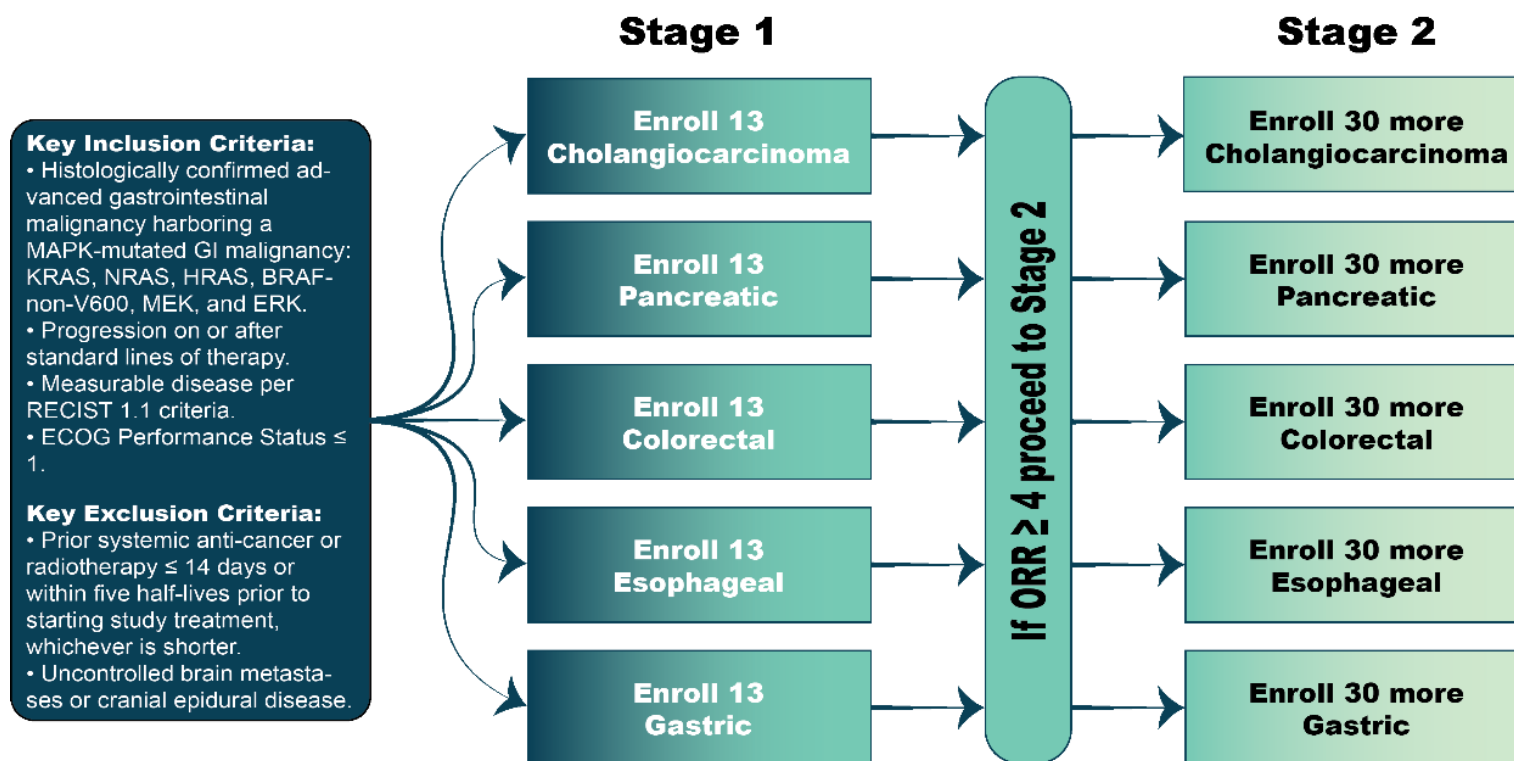 Stage 1
Stage 2
Key Inclusion Criteria:
• Histologically confirmed ad-
vanced gastrointestinal
malignancy harboring a
MAPK-mutated GI malignancy:
KRAS, NRAS, HRAS, BRAF-
non-V600, MEK, and ERK.
• Progression on or after
standard lines of therapy.
• Measurable disease per
RECIST 1.1 criteria.
• ECOG Performance Status ≤
1.
Key Exclusion Criteria:
• Prior systemic anti-cancer or
radiotherapy ≤ 14 days or
within five half-lives prior to
starting study treatment,
whichever is shorter.
• Uncontrolled brain metasta-
ses or cranial epidural disease.
Enroll 13
Cholangiocarcinoma
Enroll 13
Pancreatic
Enroll 13
Colorectal
Enroll 13
Esophageal
Enroll 13
Gastric
If ORR ≥ 4 proceed to Stage 2
Enroll 30 more
Cholangiocarcinoma
Enroll 30 more
Pancreatic
Enroll 30 more
Colorectal
Enroll 30 more
Esophageal
Enroll 30 more
Gastric